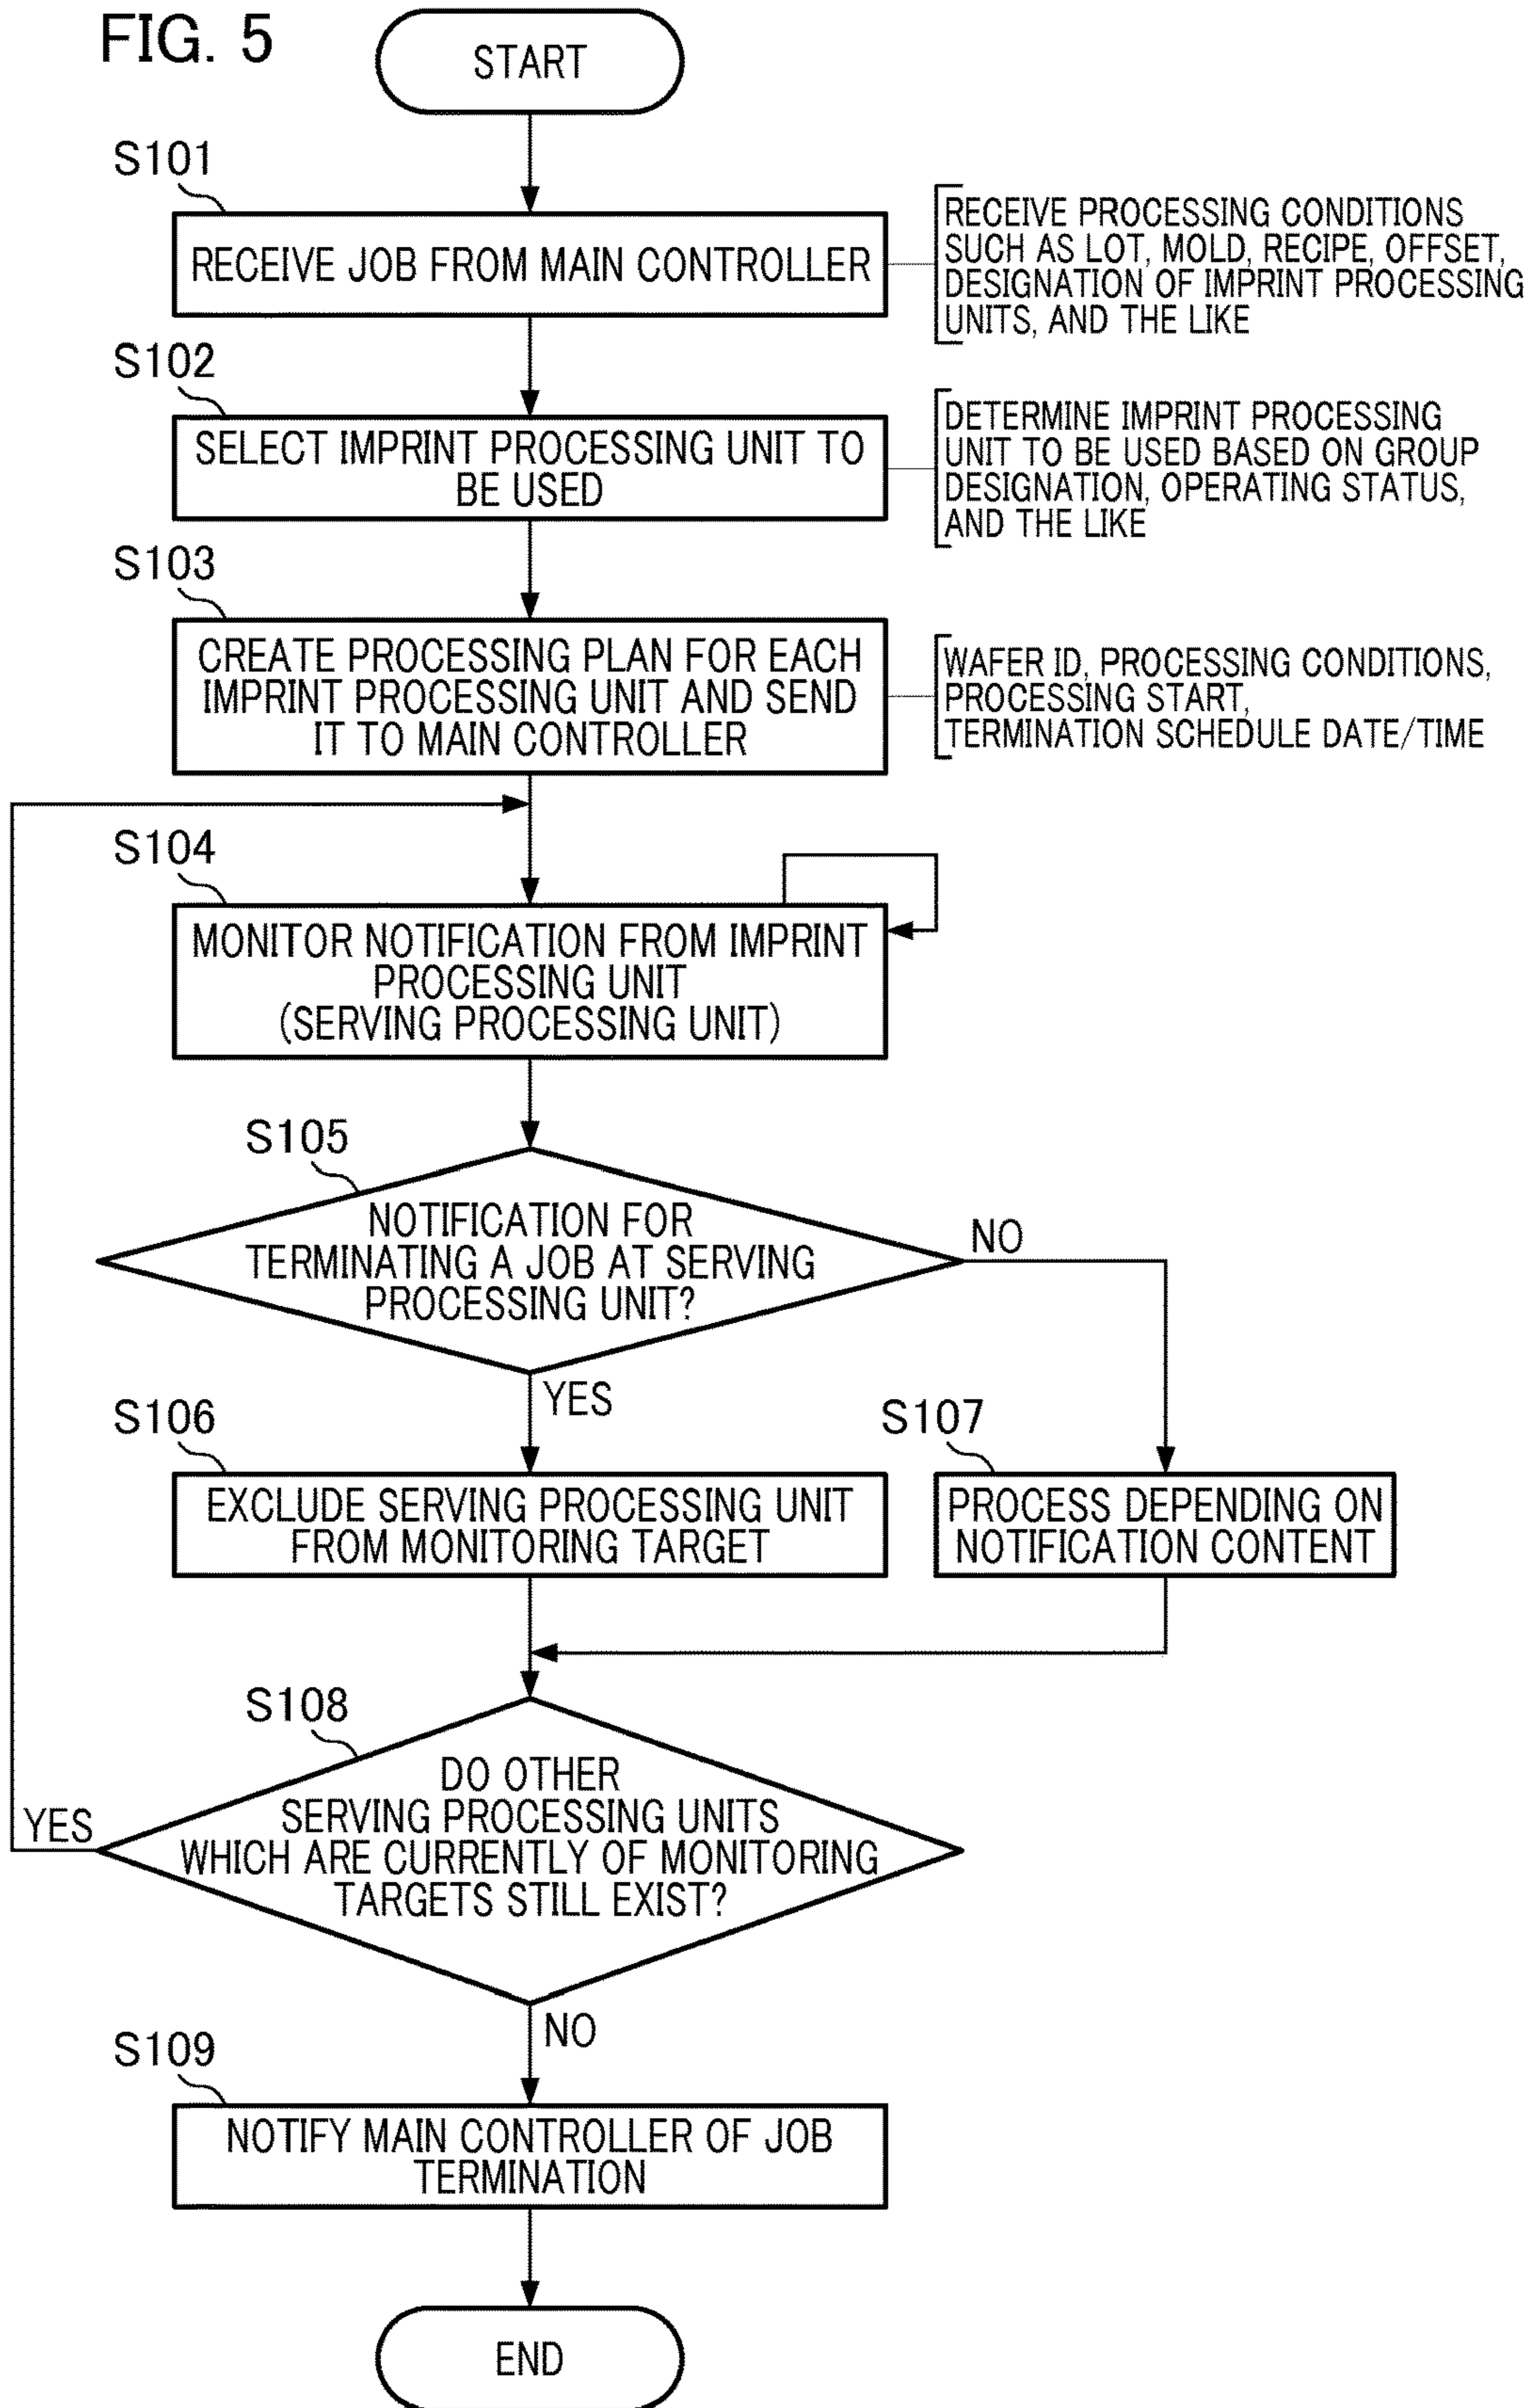 FIG. 5
START
S101
RECEIVE JOB FROM MAIN CONTROLLER
RECEIVE PROCESSING CONDITIONS
SUCH AS LOT, MOLD, RECIPE, OFFSET,
DESIGNATION OF IMPRINT PROCESSING
UNITS, AND THE LIKE
S102
SELECT IMPRINT PROCESSING UNIT TO
BE USED
DETERMINE IMPRINT PROCESSING
UNIT TO BE USED BASED ON GROUP
DESIGNATION, OPERATING STATUS,
AND THE LIKE
S103
CREATE PROCESSING PLAN FOR EACH
IMPRINT PROCESSING UNIT AND SEND
IT TO MAIN CONTROLLER
WAFER ID, PROCESSING CONDITIONS,
PROCESSING START,
TERMINATION SCHEDULE DATE/TIME
S104
MONITOR NOTIFICATION FROM IMPRINT
PROCESSING UNIT
(SERVING PROCESSING UNIT)
S105
NOTIFICATION FOR
TERMINATING A JOB AT SERVING
PROCESSING UNIT?
NO
YES
S106
EXCLUDE SERVING PROCESSING UNIT
FROM MONITORING TARGET
S107
PROCESS DEPENDING ON
NOTIFICATION CONTENT
S108
DO OTHER
SERVING PROCESSING UNITS
WHICH ARE CURRENTLY OF MONITORING
TARGETS STILL EXIST?
YES
NO
S109
NOTIFY MAIN CONTROLLER OF JOB
TERMINATION
END